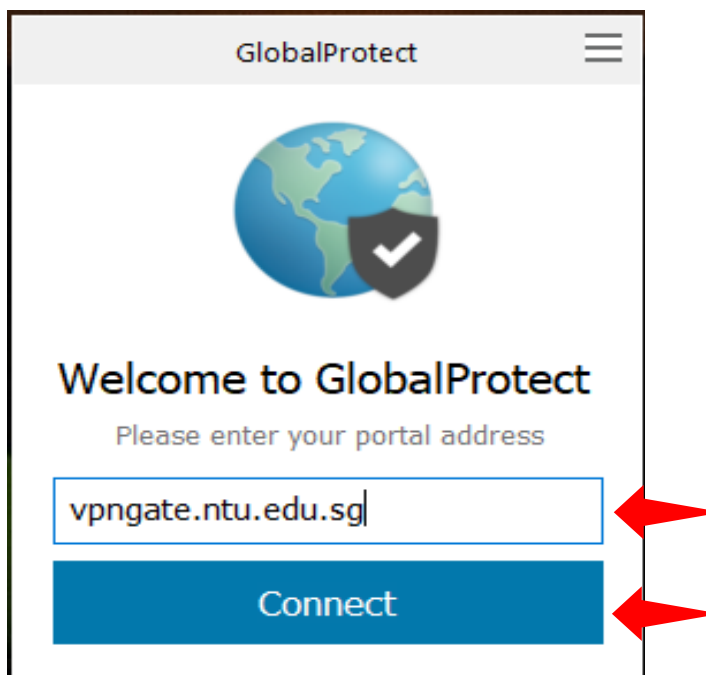 GlobalProtect
Welcome to GlobalProtect
Please enter your portal address
vpngate.ntu.edu.sg
Connect